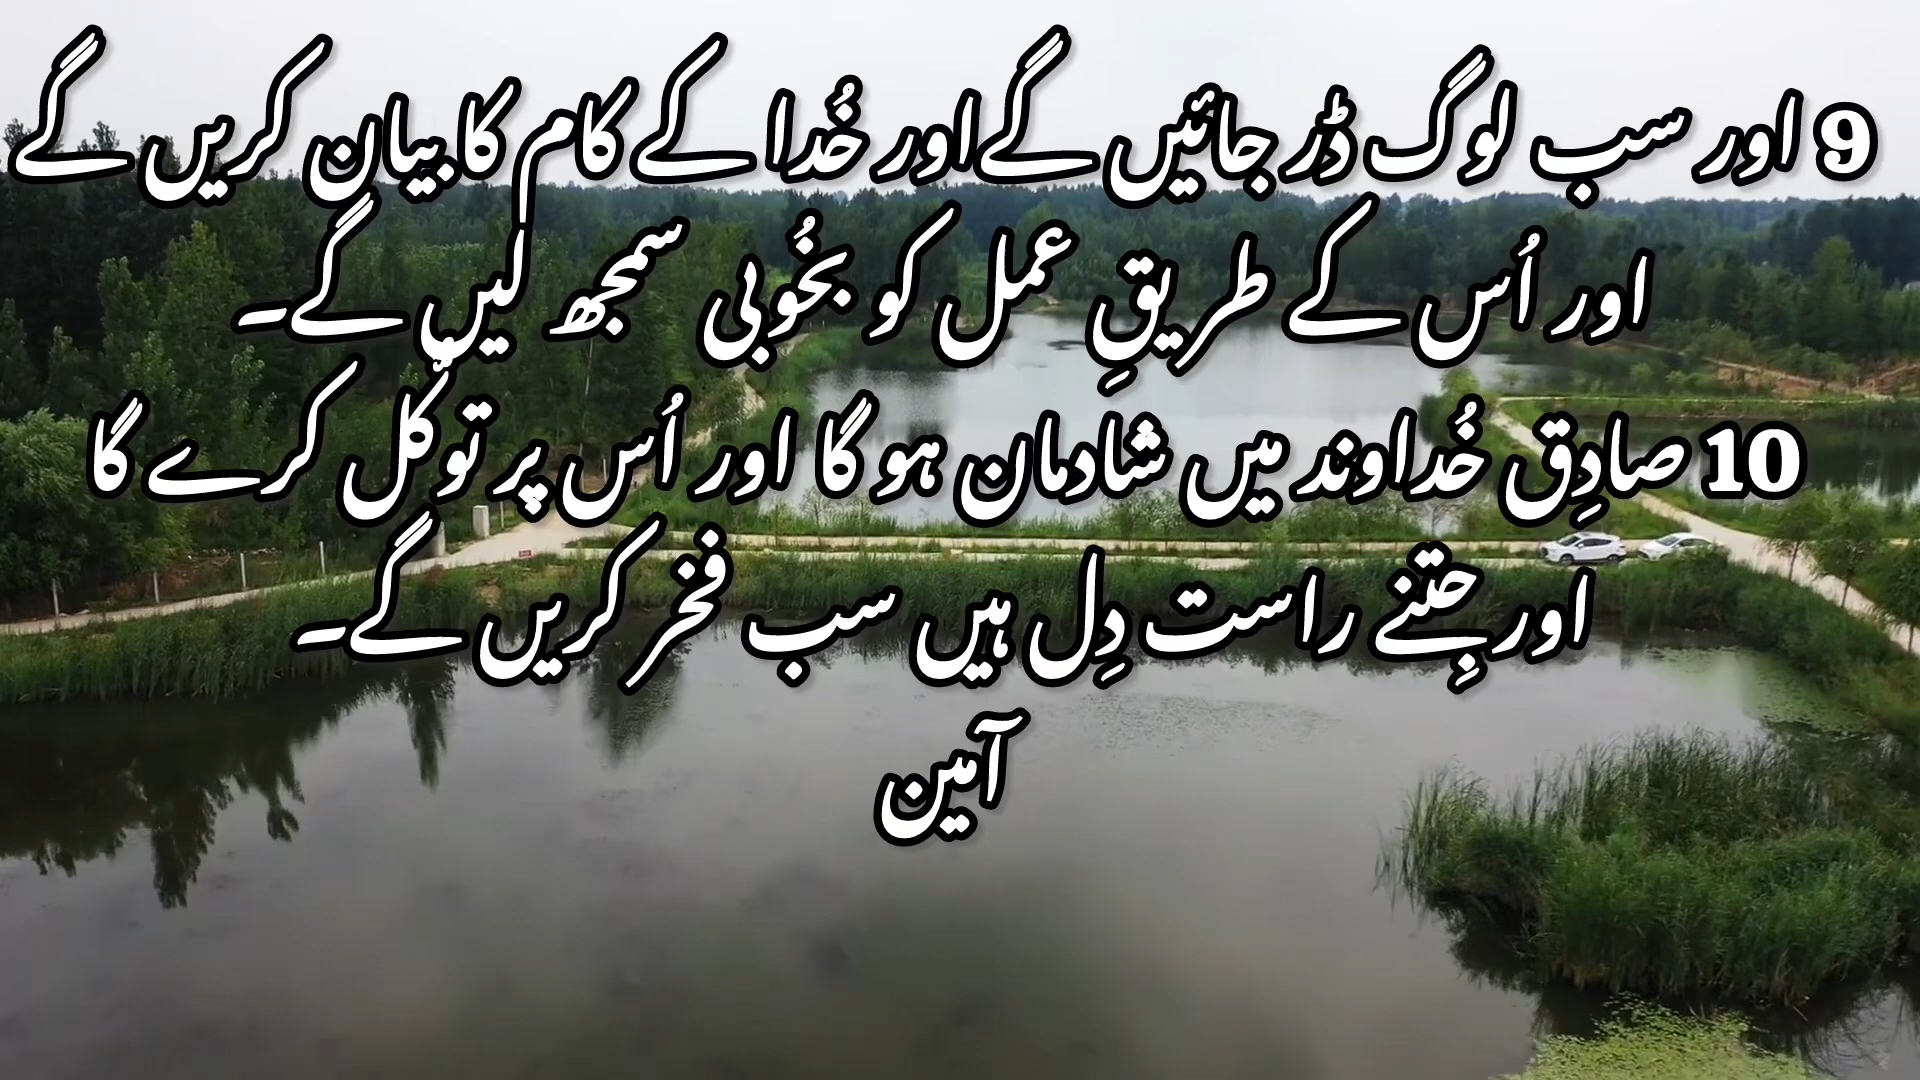 9 اور سب لوگ ڈر جائیں گے اور خُدا کے کام کا بیان کریں گے
اور اُس کے طریقِ عمل کو بخُوبی سمجھ لیں گے۔
10 صادِق خُداوند میں شادمان ہو گا اور اُس پر توکُّل کرے گا
اور جِتنے راست دِل ہیں سب فخر کریں گے۔
آمین